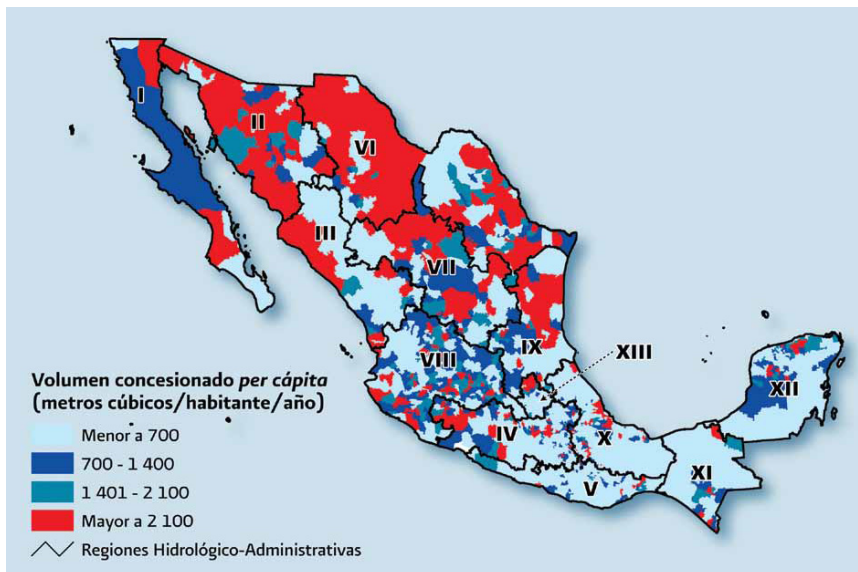 I
II
VI
III
VII
VIII
IX
XIII
XII
IV
X
XI
V
Volumen concesionado per cápita
(metros cúbicos/habitante/año)
Menor a 700
700 - 1 400
1 401 - 2 100
Mayor a 2 100
Regiones Hidrológico-Administrativas